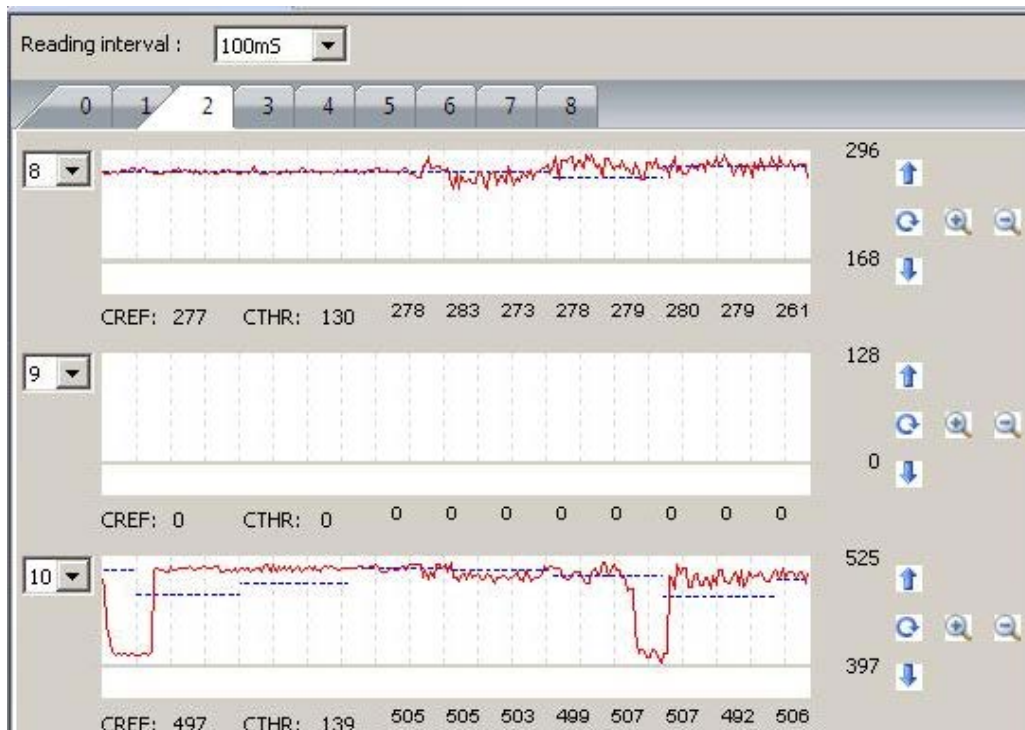 Reading interval : 100mS
0 1 2 3 4 5 6 7 8
8
296
168
CREF: 277 CTHR: 130 278 283 273 278 279 280 279 261
9
128
0
CREF: 0 CTHR: 0 0 0 0 0 0 0 0 0
10
525
397
CREF: 497 CTHR: 139 505 505 503 499 507 507 492 506